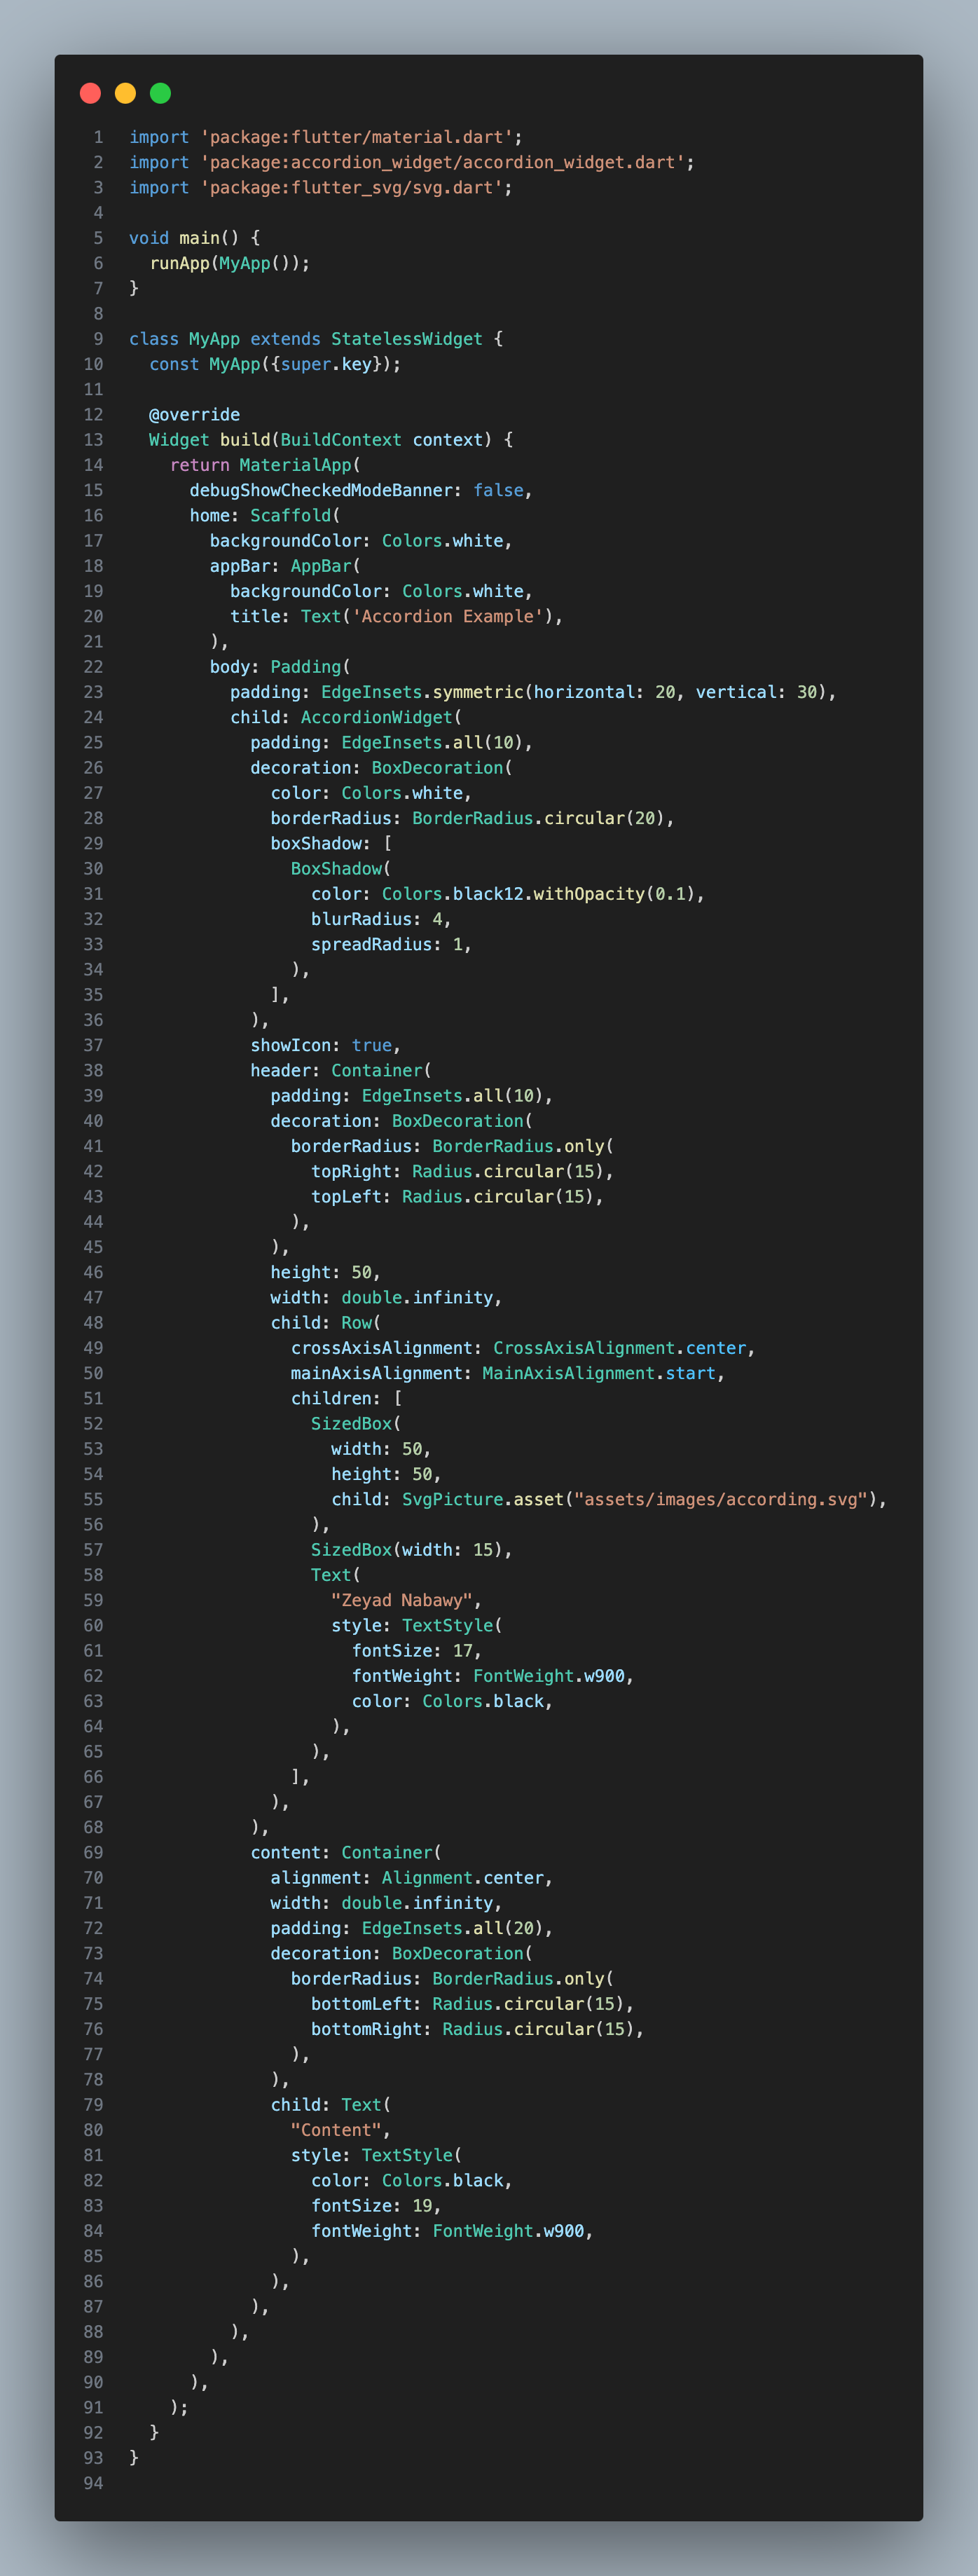 1 import 'package:flutter/material.dart';
2 import 'package:accordion_widget/accordion_widget.dart';
3 import 'package:flutter_svg/svg.dart';
4
5 void main() {
6   runApp(MyApp());
7 }
8
9 class MyApp extends StatelessWidget {
10   const MyApp({super.key});
11
12   @override
13   Widget build(BuildContext context) {
14     return MaterialApp(
15       debugShowCheckedModeBanner: false,
16       home: Scaffold(
17         backgroundColor: Colors.white,
18         appBar: AppBar(
19           backgroundColor: Colors.white,
20           title: Text('Accordion Example'),
21         ),
22         body: Padding(
23           padding: EdgeInsets.symmetric(horizontal: 20, vertical: 30),
24           child: AccordionWidget(
25             padding: EdgeInsets.all(10),
26             decoration: BoxDecoration(
27               color: Colors.white,
28               borderRadius: BorderRadius.circular(20),
29               boxShadow: [
30                 BoxShadow(
31                   color: Colors.black12.withOpacity(0.1),
32                   blurRadius: 4,
33                   spreadRadius: 1,
34                 ),
35               ],
36             ),
37             showIcon: true,
38             header: Container(
39               padding: EdgeInsets.all(10),
40               decoration: BoxDecoration(
41                 borderRadius: BorderRadius.only(
42                   topRight: Radius.circular(15),
43                   topLeft: Radius.circular(15),
44                 ),
45               ),
46               height: 50,
47               width: double.infinity,
48               child: Row(
49                 crossAxisAlignment: CrossAxisAlignment.center,
50                 mainAxisAlignment: MainAxisAlignment.start,
51                 children: [
52                   SizedBox(
53                     width: 50,
54                     height: 50,
55                     child: SvgPicture.asset("assets/images/according.svg"),
56                   ),
57                   SizedBox(width: 15),
58                   Text(
59                     "Zeyad Nabawy",
60                     style: TextStyle(
61                       fontSize: 17,
62                       fontWeight: FontWeight.w900,
63                       color: Colors.black,
64                     ),
65                   ),
66                 ],
67               ),
68             ),
69             content: Container(
70               alignment: Alignment.center,
71               width: double.infinity,
72               padding: EdgeInsets.all(20),
73               decoration: BoxDecoration(
74                 borderRadius: BorderRadius.only(
75                   bottomLeft: Radius.circular(15),
76                   bottomRight: Radius.circular(15),
77                 ),
78               ),
79               child: Text(
80                 "Content",
81                 style: TextStyle(
82                   color: Colors.black,
83                   fontSize: 19,
84                   fontWeight: FontWeight.w900,
85                 ),
86               ),
87             ),
88           ),
89         ),
90       ),
91     );
92   }
93 }
94